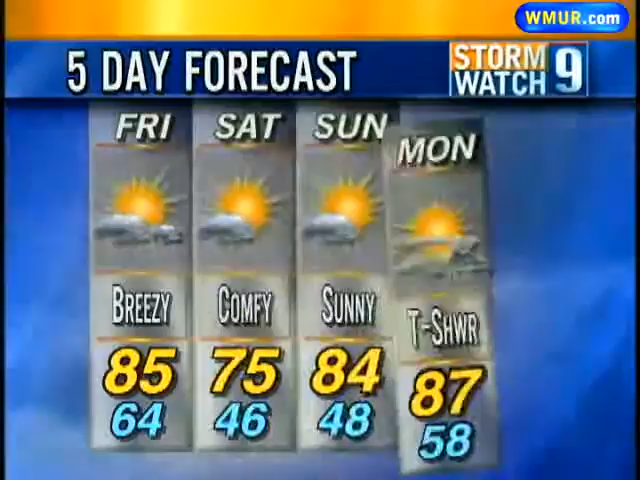 WMUR.com
5 DAY FORECAST
STORM
WATCH 9
FRI SAT SUN MON
BREEZY COMFY SUNNY T-SHWR
85 75 84 87
64 46 48 58